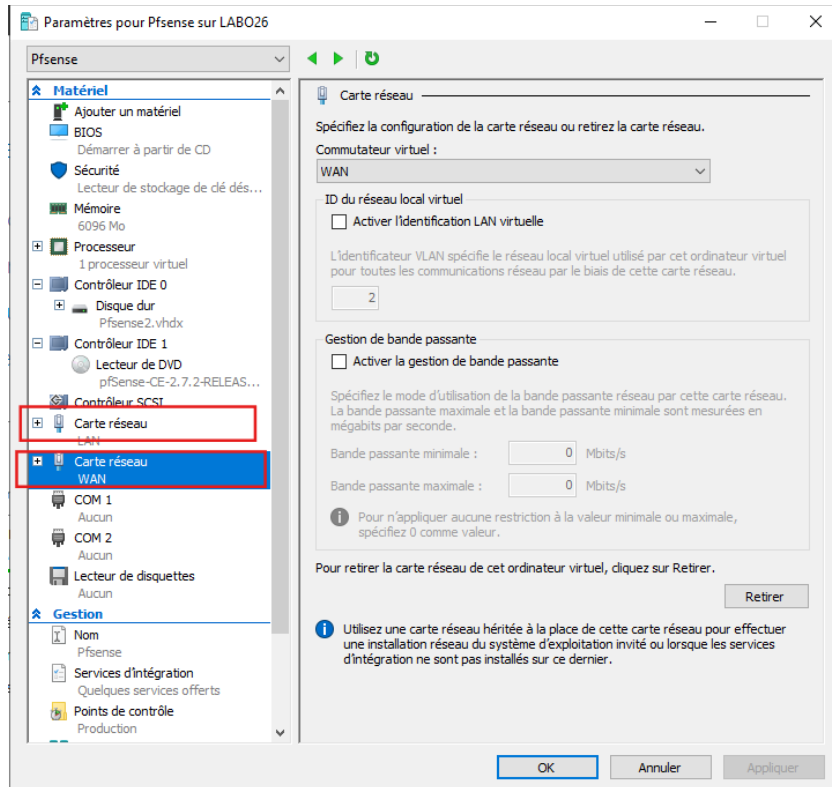 Paramètres pour Pfsense sur LABO26
Pfsense
Matériel
Ajouter un matériel
BIOS
Démarrer à partir de CD
Sécurité
Lecteur de stockage de clé dés...
Mémoire
6096 Mo
Processeur
1 processeur virtuel
Contrôleur IDE 0
Disque dur
Pfsense2.vhdx
Contrôleur IDE 1
Lecteur de DVD
pfSense-CE-2.7.2-RELEAS...
Contrôleur SCSI
Carte réseau
LAN
Carte réseau
WAN
COM 1
Aucun
COM 2
Aucun
Lecteur de disquettes
Aucun
Gestion
Nom
Pfsense
Services d'intégration
Quelques services offerts
Points de contrôle
Production
Carte réseau
Spécifiez la configuration de la carte réseau ou retirez la carte réseau.
Commutateur virtuel :
WAN
ID du réseau local virtuel
Activer l'identification LAN virtuelle
L'identificateur VLAN spécifie le réseau local virtuel utilisé par cet ordinateur virtuel
pour toutes les communications réseau par le biais de cette carte réseau.
2
Gestion de bande passante
Activer la gestion de bande passante
Spécifiez le mode d'utilisation de la bande passante réseau par cette carte réseau.
La bande passante maximale et la bande passante minimale sont mesurées en
mégabits par seconde.
Bande passante minimale : 0 Mbits/s
Bande passante maximale : 0 Mbits/s
Pour n'appliquer aucune restriction à la valeur minimale ou maximale,
spécifiez 0 comme valeur.
Pour retirer la carte réseau de cet ordinateur virtuel, cliquez sur Retirer.
Retirer
Utilisez une carte réseau héritée à la place de cette carte réseau pour effectuer
une installation réseau du système d'exploitation invité ou lorsque les services
d'intégration ne sont pas installés sur ce dernier.
OK Annuler Appliquer